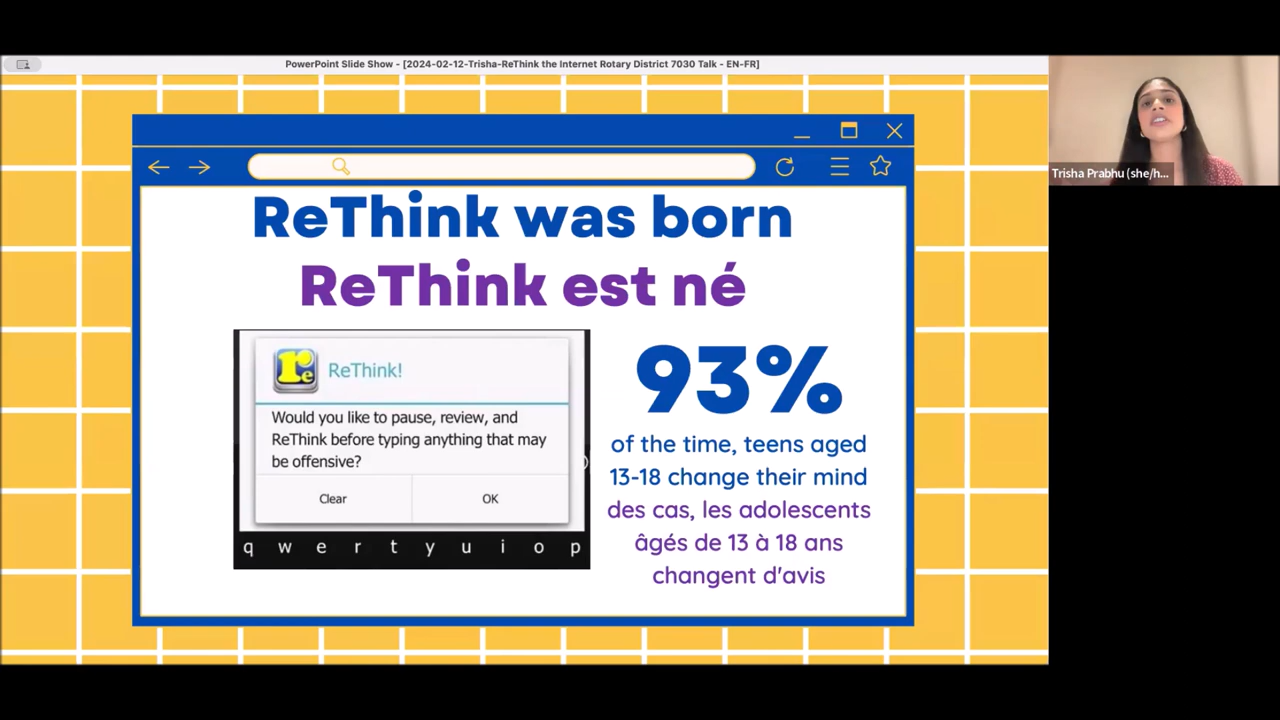 PowerPoint Slide Show - [2024-02-12-Trisha-ReThink the Internet Rotary District 7030 Talk - EN-FR]
Trisha Prabhu (she/h...
ReThink was born
ReThink est né
re
ReThink!
Would you like to pause, review, and
ReThink before typing anything that may
be offensive?
Clear OK
q w e r t y u i o p
93%
of the time, teens aged
13-18 change their mind
des cas, les adolescents
âgés de 13 à 18 ans
changent d'avis